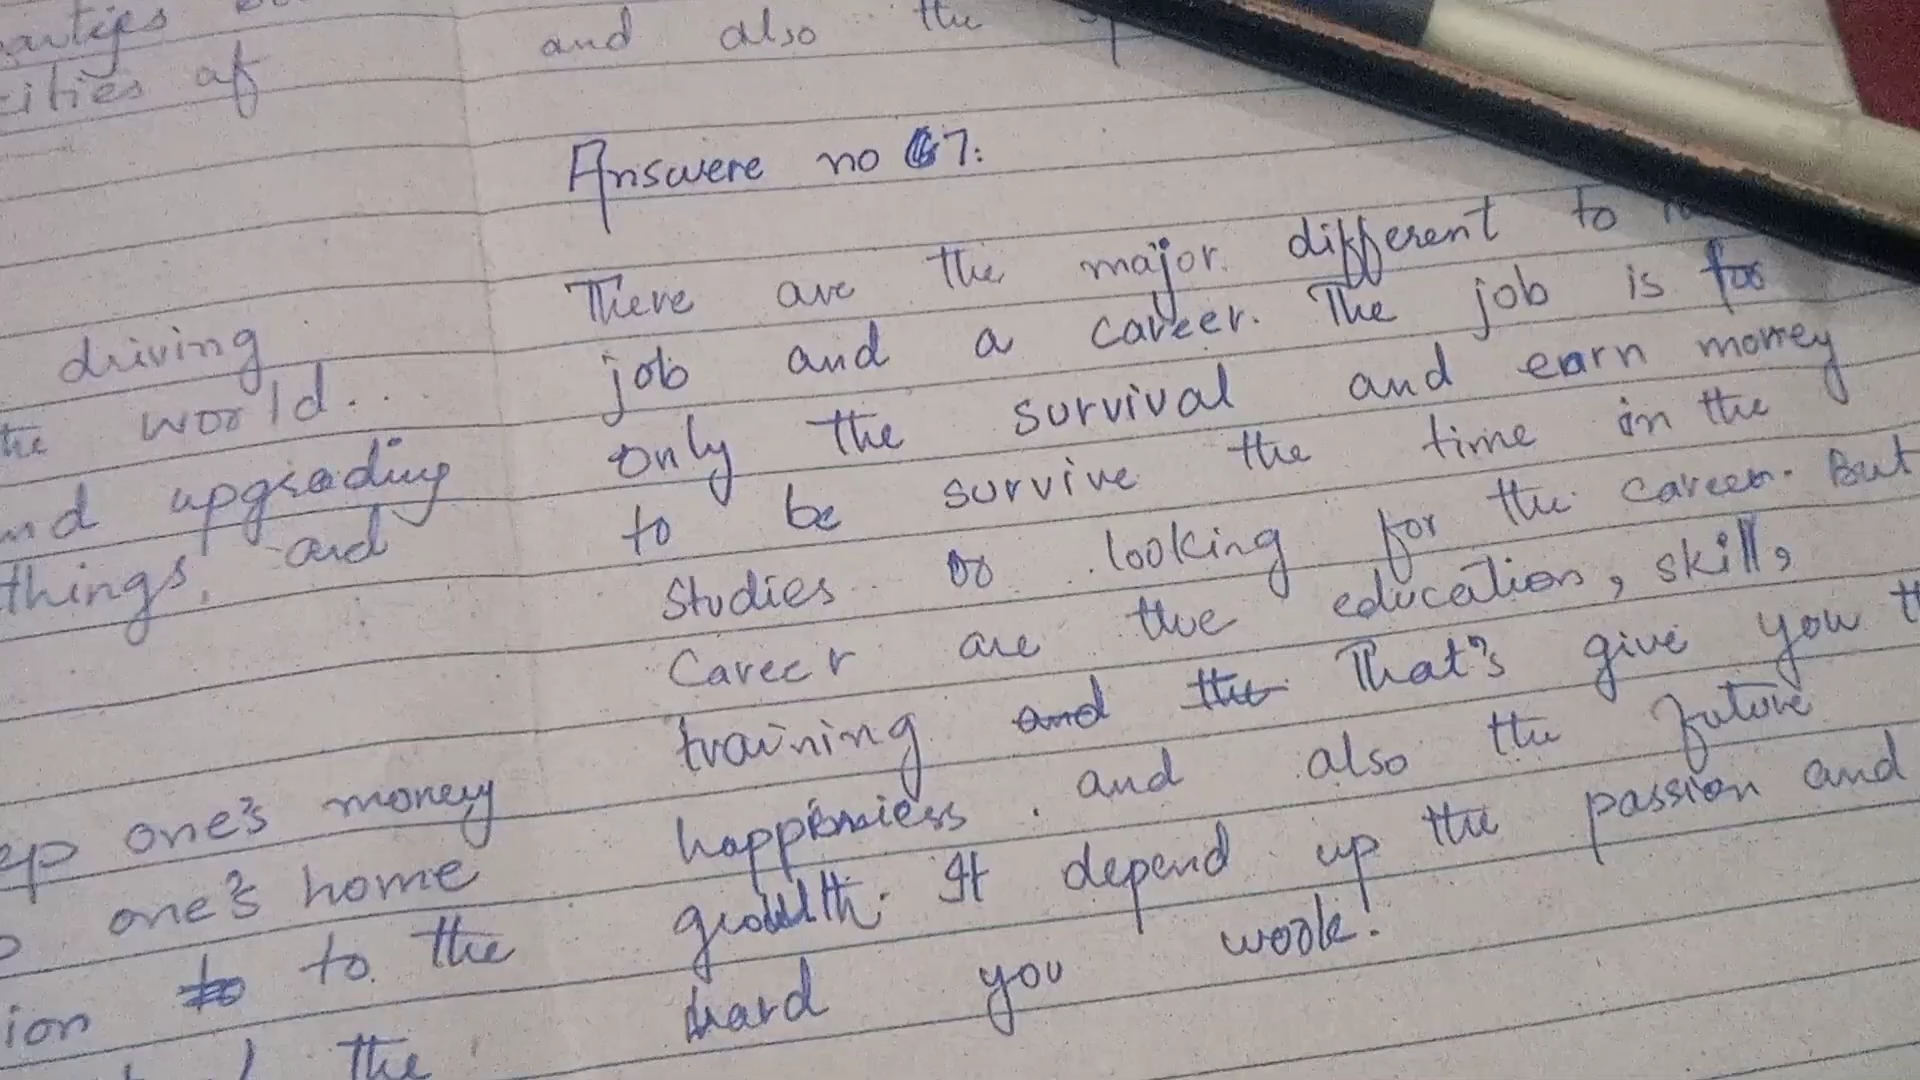 and also the
Answere no 7:
There are the major different to
job and a career. The job is for
only the survival and earn money
to be survive the time in the
Studies or looking for the career. But
Career are the education, skill,
training and the That's give you
happiness. and also the future
growth. It depend up the passion and
hard you work!
ities of
driving
the world..
upgrading
things, and
one's money
one's home
to to the
the